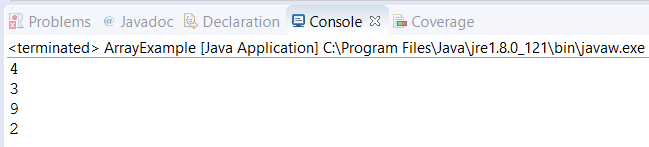 Problems @ Javadoc Declaration Console Coverage
<terminated> ArrayExample [Java Application] C:\Program Files\Java\jre1.8.0_121\bin\javaw.exe
4
3
9
2